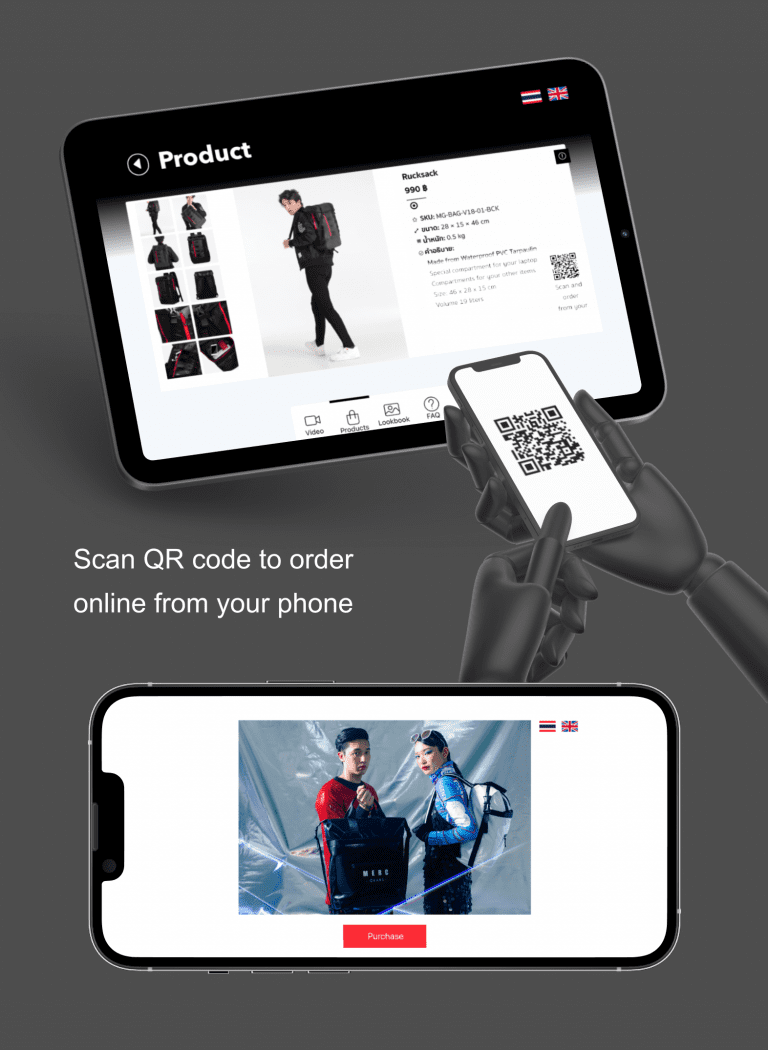 Product
Rucksack
990 ฿
SKU: MG-BAG-V18-01-BCK
ขนาด: 28 × 15 × 46 cm
น้ำหนัก: 0.5 kg
คำอธิบาย:
Made from Waterproof PVC Tarpaulin
Special compartment for your laptop
Compartments for your other items
Size: 46 × 28 × 15 cm
Volume 19 liters
Scan and
order
from your
Video
Products
Lookbook
FAQ
Scan QR code to order
online from your phone
MERG
Purchase